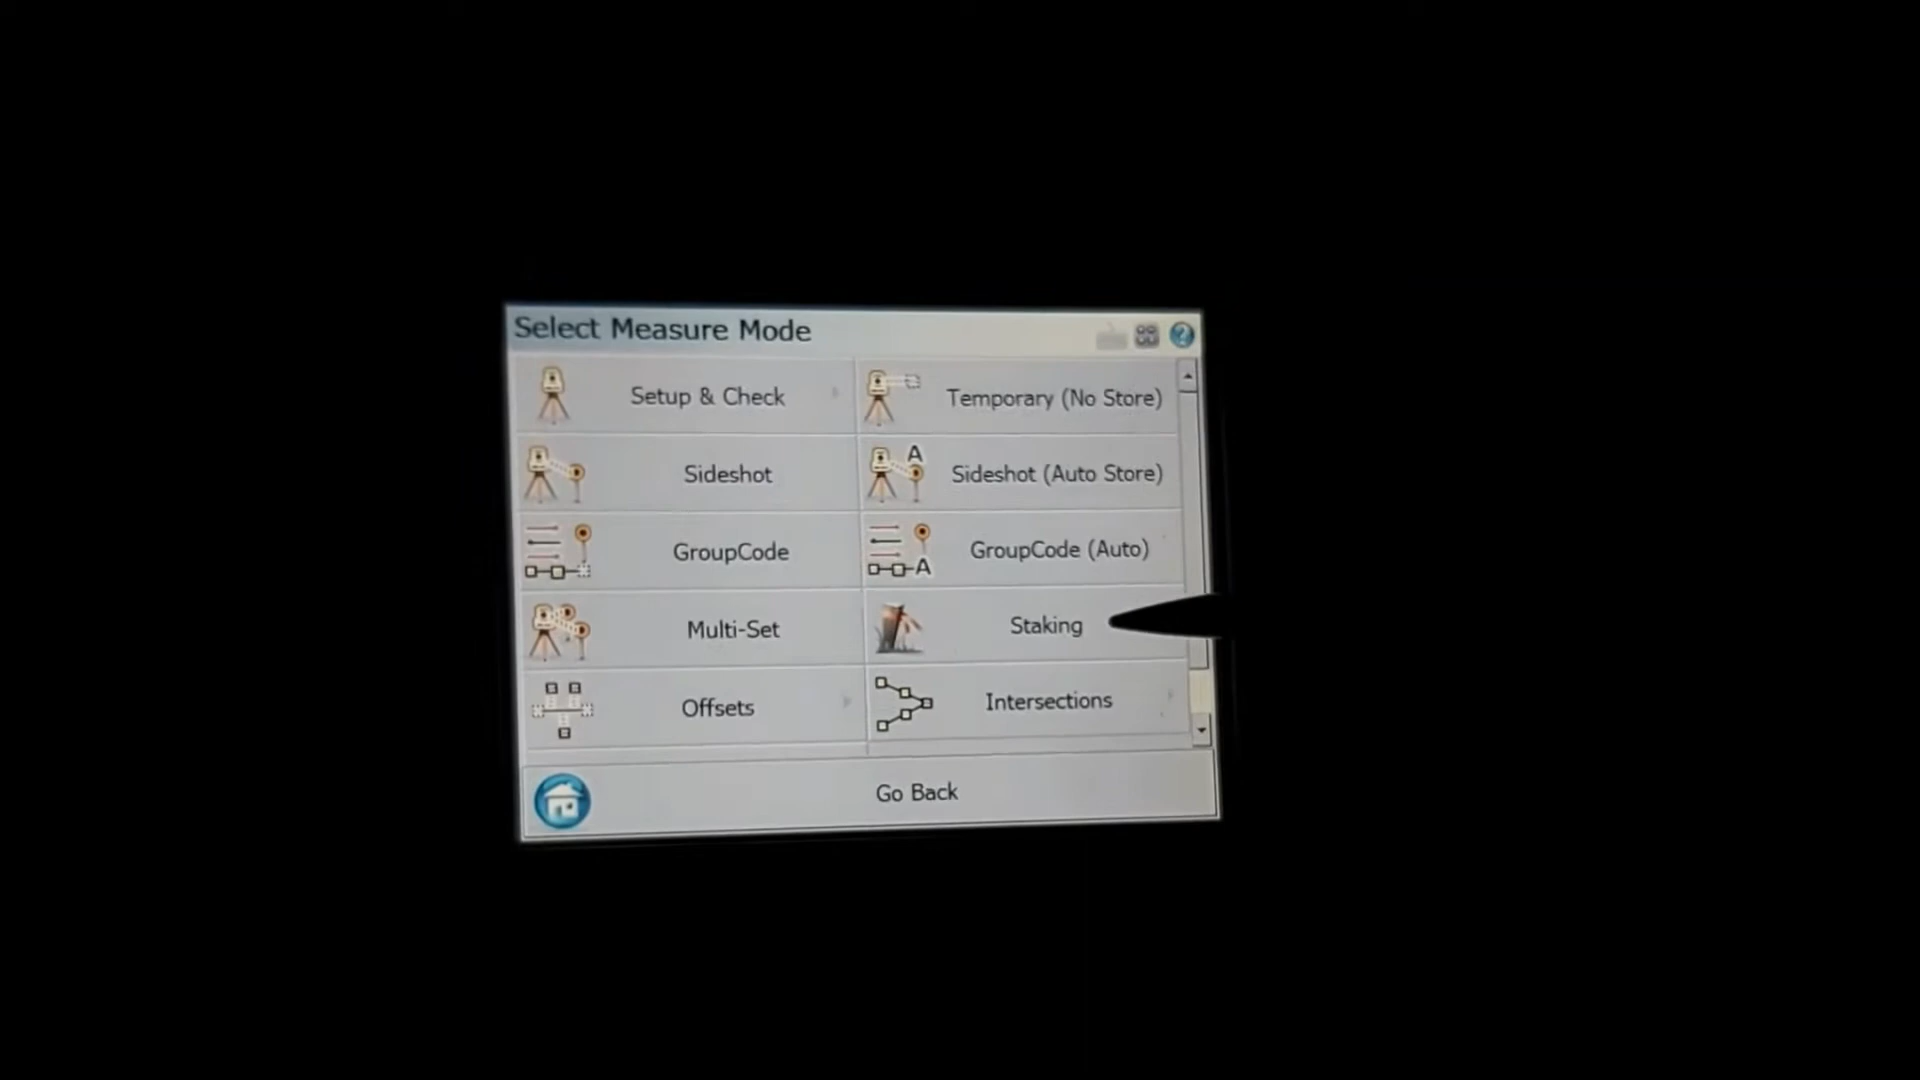 Select Measure Mode
Setup & Check
Temporary (No Store)
Sideshot
A
Sideshot (Auto Store)
GroupCode
A
GroupCode (Auto)
Multi-Set
Staking
Offsets
Intersections
Go Back